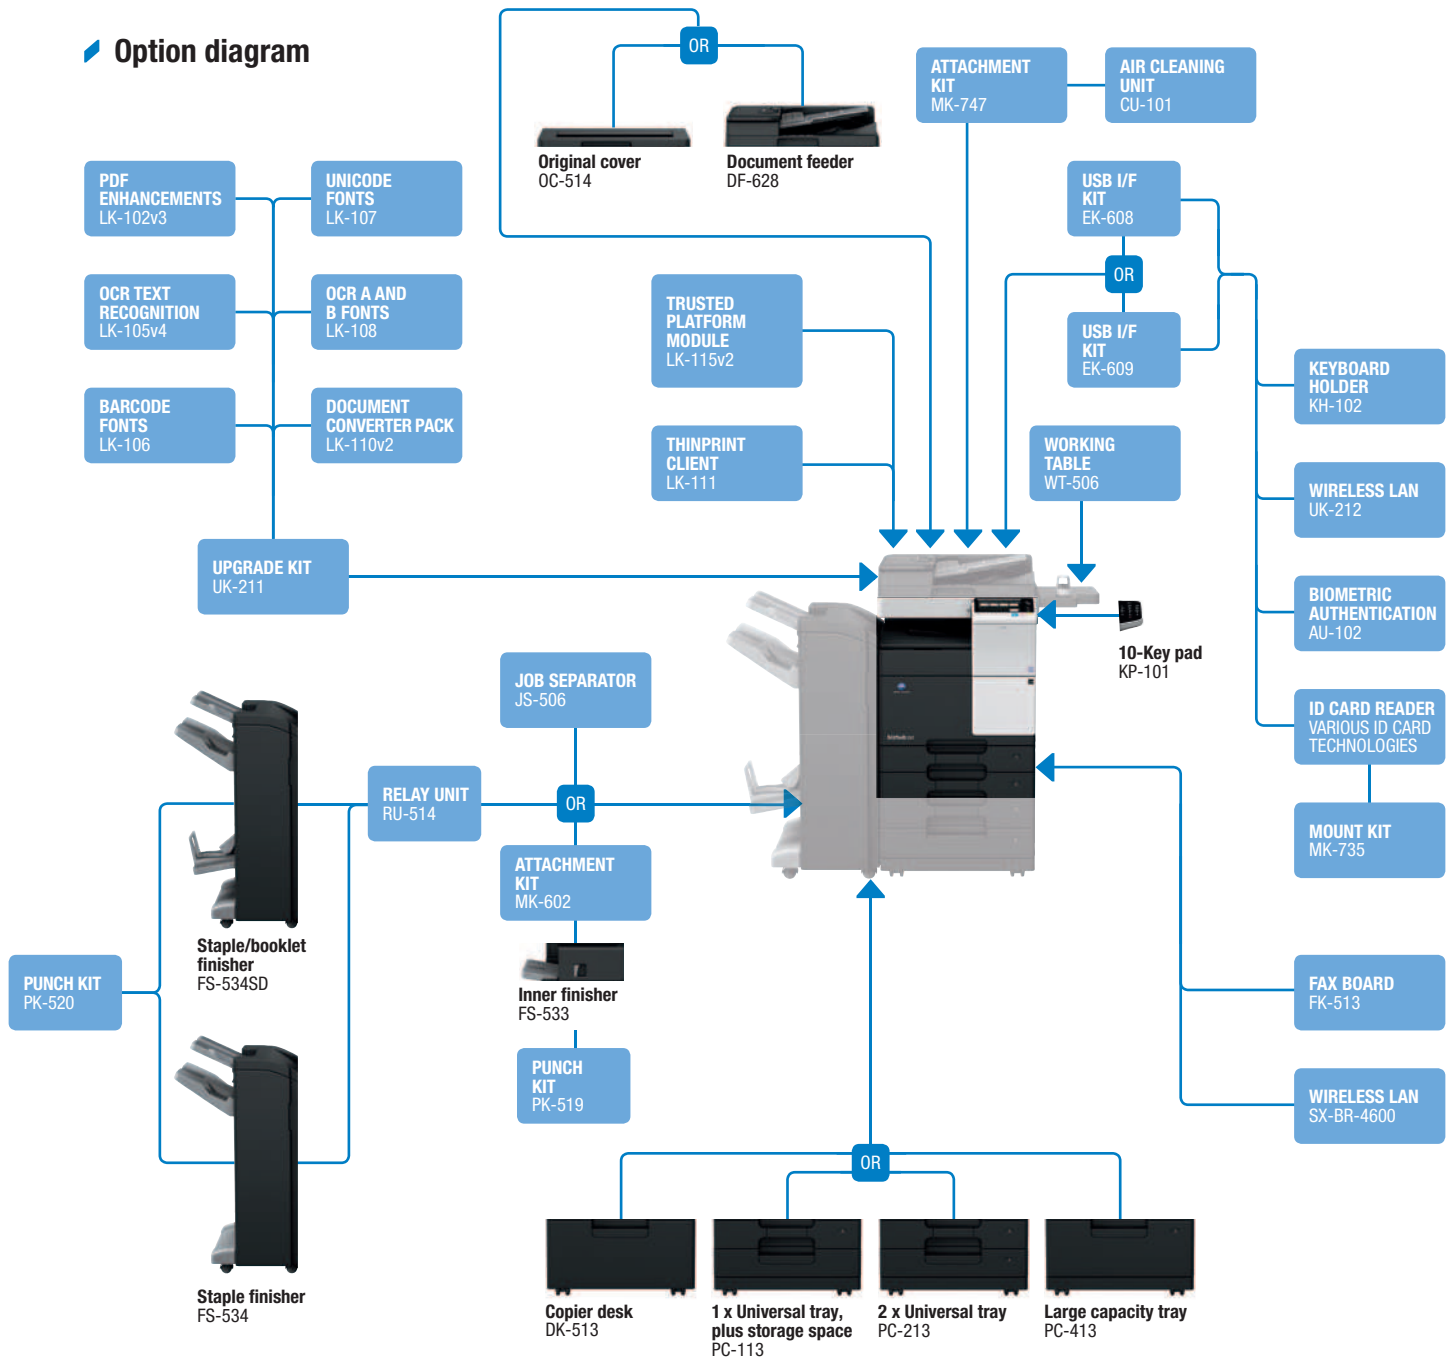 Option diagram
OR
Original cover
OC-514
Document feeder
DF-628
ATTACHMENT
KIT
MK-747
AIR CLEANING
UNIT
CU-101
PDF
ENHANCEMENTS
LK-102v3
UNICODE
FONTS
LK-107
USB I/F
KIT
EK-608
OR
USB I/F
KIT
EK-609
OCR TEXT
RECOGNITION
LK-105v4
OCR A AND
B FONTS
LK-108
TRUSTED
PLATFORM
MODULE
LK-115v2
KEYBOARD
HOLDER
KH-102
BARCODE
FONTS
LK-106
DOCUMENT
CONVERTER PACK
LK-110v2
THINPRINT
CLIENT
LK-111
WORKING
TABLE
WT-506
WIRELESS LAN
UK-212
UPGRADE KIT
UK-211
BIOMETRIC
AUTHENTICATION
AU-102
10-Key pad
KP-101
JOB SEPARATOR
JS-506
ID CARD READER
VARIOUS ID CARD
TECHNOLOGIES
RELAY UNIT
RU-514
OR
MOUNT KIT
MK-735
ATTACHMENT
KIT
MK-602
Staple/booklet
finisher
FS-534SD
PUNCH KIT
PK-520
Inner finisher
FS-533
FAX BOARD
FK-513
PUNCH
KIT
PK-519
WIRELESS LAN
SX-BR-4600
OR
Staple finisher
FS-534
Copier desk
DK-513
1 x Universal tray,
plus storage space
PC-113
2 x Universal tray
PC-213
Large capacity tray
PC-413